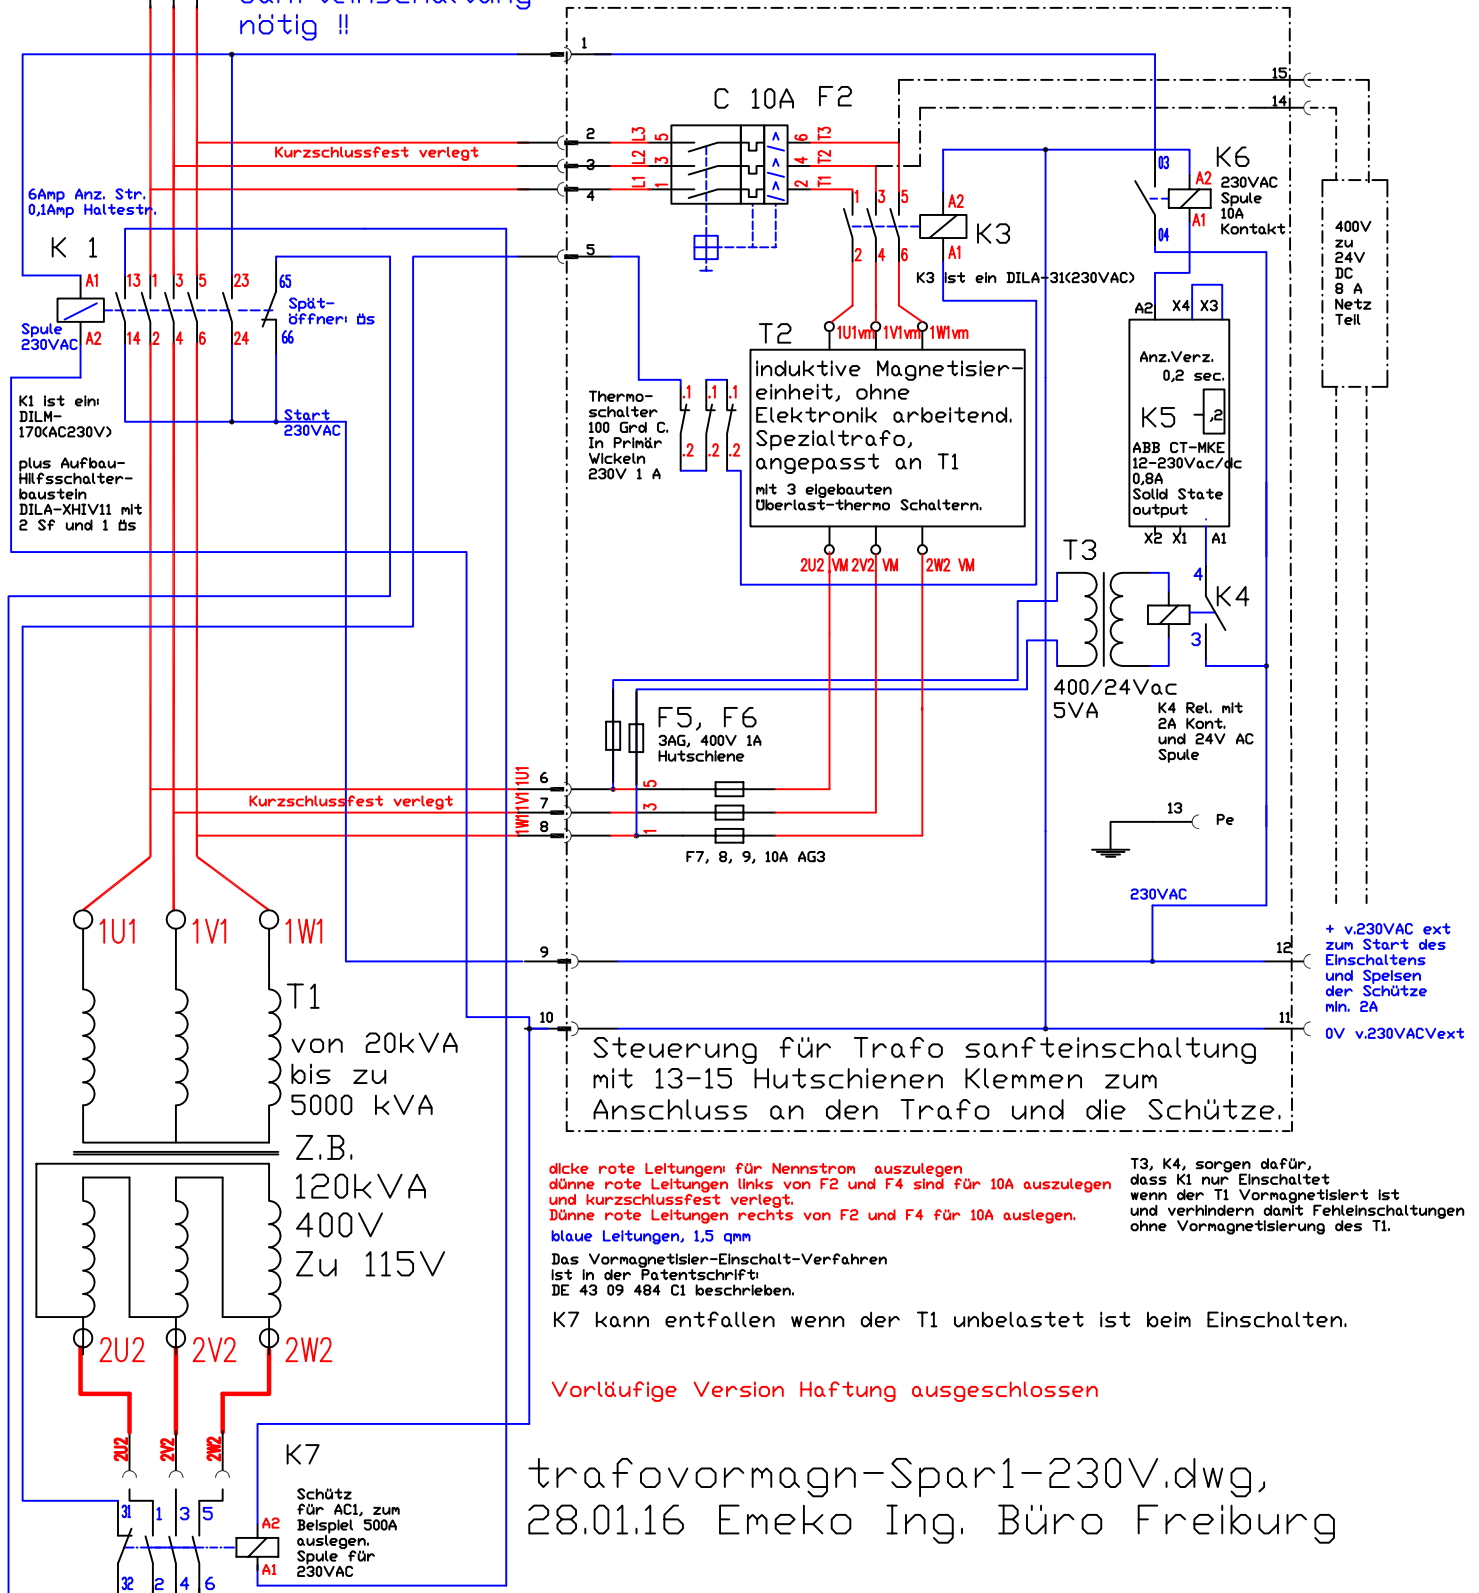 nötig !!
1
15
14
C 10A F2
2
L3
5
6
T3
Kurzschlussfest verlegt
3
L2
3
4
T2
4
L1
1
2
T1
6Amp Anz. Str.
0,1Amp Haltestr.
K 1
5
03
K6
A2
230VAC
Spule
10A
Kontakt
A1
04
1
3
5
A2
K3
A1
2
4
6
K3 ist ein DILA-31(230VAC)
400V
zu
24V
DC
8 A
Netz
Teil
A1
13
1
3
5
23
65
Spät-
öffner: ös
Spule
230VAC
A2
14
2
4
6
24
66
A2
X4
X3
T2
1U1vm
1V1vm
1W1vm
induktive Magnetisier-
einheit, ohne
Elektronik arbeitend.
Spezialtrafo,
angepasst an T1
mit 3 eigebauten
Überlast-thermo Schaltern.
Anz.Verz.
0,2 sec.
K5
,2
ABB CT-MKE
12-230Vac/dc
0,8A
Solid State
output
X2 X1
A1
Thermo-
schalter
100 Grd C.
In Primär
Wickeln
230V 1 A
.1
.1
.1
.2
.2
.2
K1 ist ein:
DILM-
170(AC230V)
Start
230VAC
plus Aufbau-
Hilfsschalter-
baustein
DILA-XHIV11 mit
2 Sf und 1 ös
2U2 VM
2V2 VM
2W2 VM
T3
4
K4
3
400/24Vac
5VA
K4 Rel. mit
2A Kont.
und 24V AC
Spule
F5, F6
3AG, 400V 1A
Hutschiene
1U1
6
5
Kurzschlussfest verlegt
1V1
7
3
1W1
8
1
F7, 8, 9, 10A AG3
13
Pe
230VAC
1U1
1V1
1W1
9
12
+ v.230VAC ext
zum Start des
Einschaltens
und Speisen
der Schütze
min. 2A
T1
10
11
0V v.230VACVext
von 20kVA
bis zu
5000 kVA
Steuerung für Trafo sanfteinschaltung
mit 13-15 Hutschienen Klemmen zum
Anschluss an den Trafo und die Schütze.
Z.B.
120kVA
400V
Zu 115V
dicke rote Leitungen: für Nennstrom auszulegen
dünne rote Leitungen links von F2 und F4 sind für 10A auszulegen
und kurzschlussfest verlegt.
Dünne rote Leitungen rechts von F2 und F4 für 10A auslegen.
blaue Leitungen, 1,5 qmm
Das Vormagnetisier-Einschalt-Verfahren
ist in der Patentschrift:
DE 43 09 484 C1 beschrieben.
T3, K4, sorgen dafür,
dass K1 nur Einschaltet
wenn der T1 Vormagnetisiert ist
und verhindern damit Fehleinschaltungen
ohne Vormagnetisierung des T1.
K7 kann entfallen wenn der T1 unbelastet ist beim Einschalten.
2U2
2V2
2W2
Vorläufige Version Haftung ausgeschlossen
2U2
2V2
2W2
K7
Schütz
für AC1, zum
Beispiel 500A
auslegen.
Spule für
230VAC
31
1
3
5
A2
A1
32
2
4
6
trafovormagn-Spar1-230V.dwg,
28.01.16 Emeko Ing. Büro Freiburg